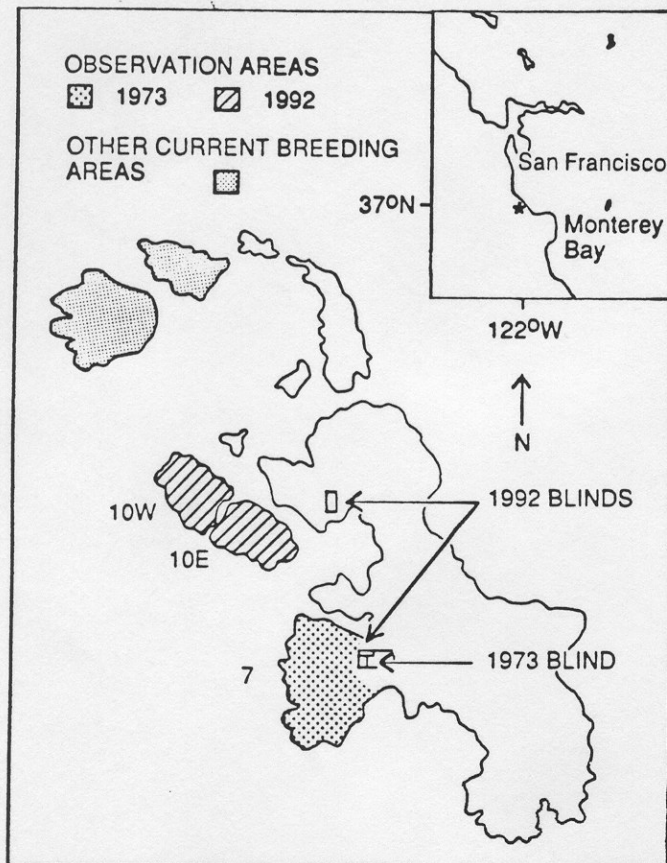 OBSERVATION AREAS
1973 1992
OTHER CURRENT BREEDING
AREAS
San Francisco
37ºN
Monterey
Bay
122ºW
N
1992 BLINDS
10W
10E
1973 BLIND
7